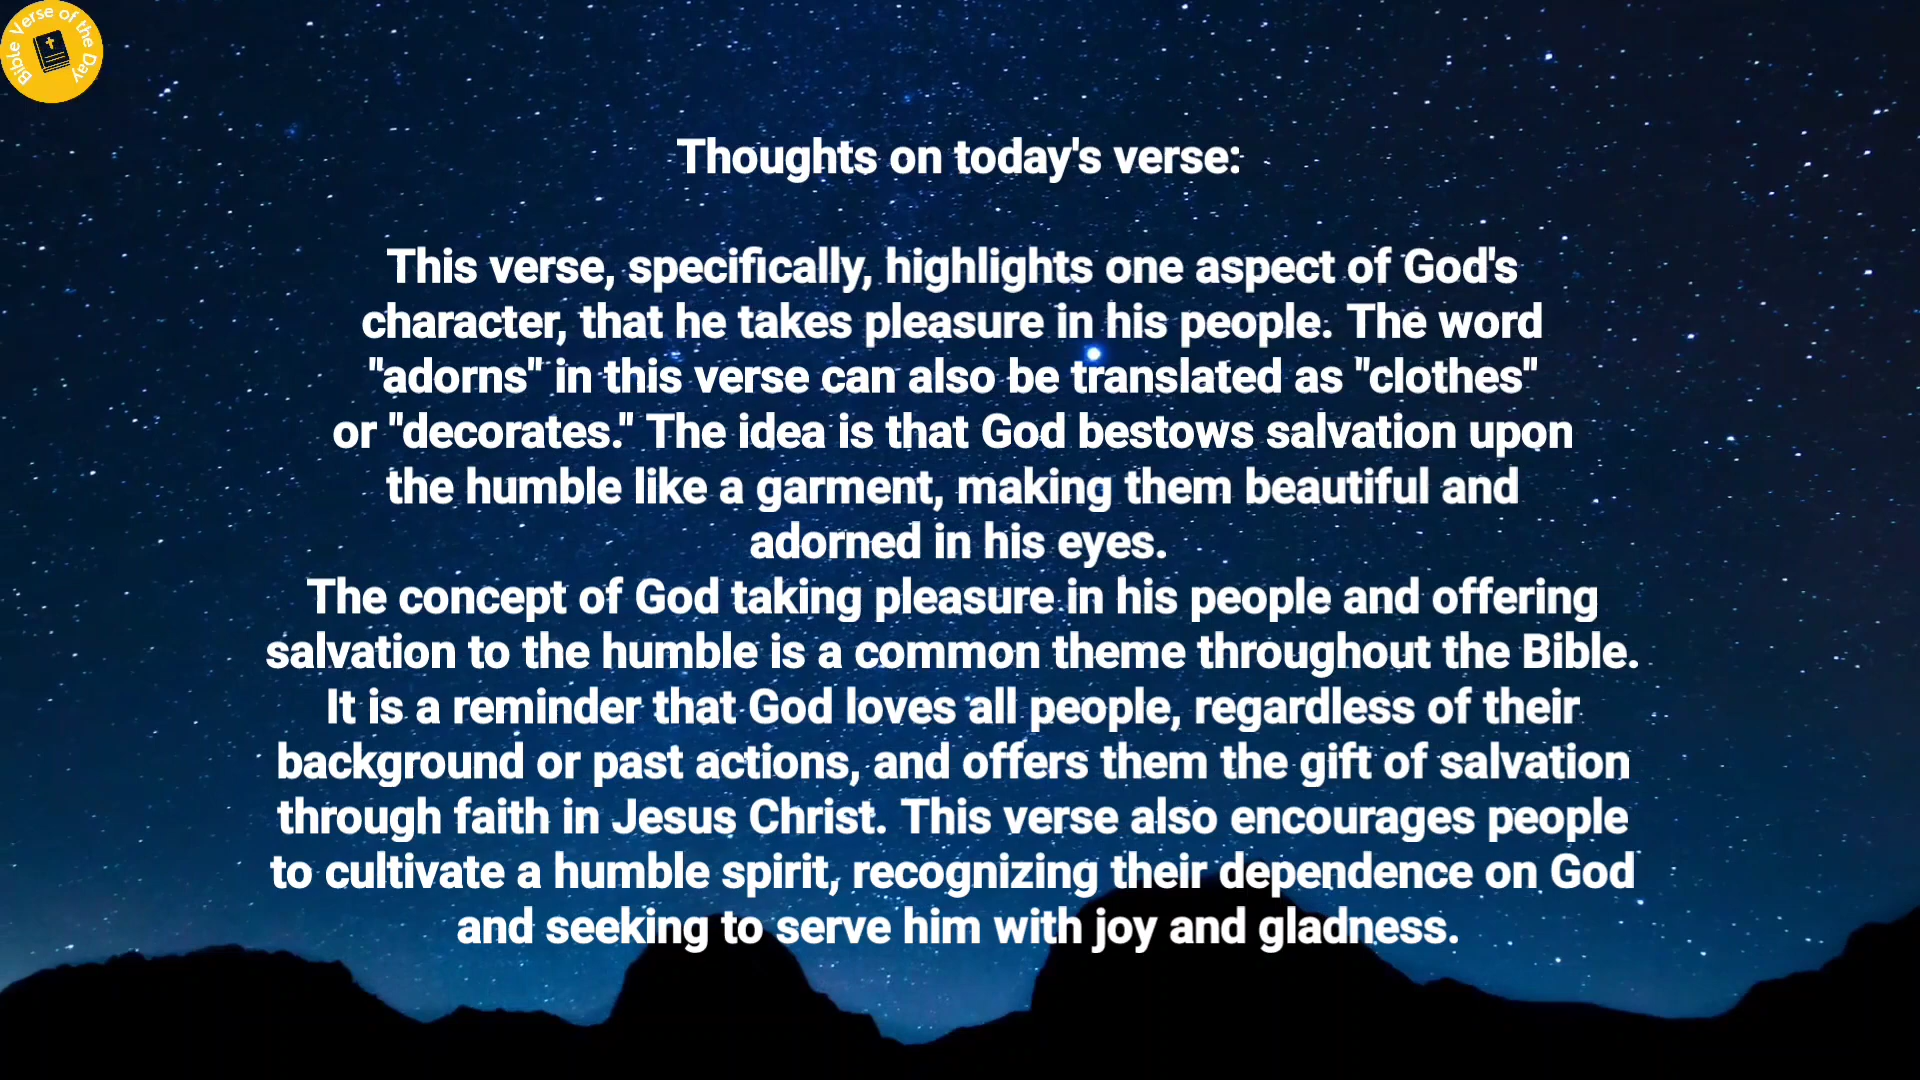 Bible Verse of the Day
Thoughts on today's verse:
This verse, specifically, highlights one aspect of God's
character, that he takes pleasure in his people. The word
"adorns" in this verse can also be translated as "clothes"
or "decorates." The idea is that God bestows salvation upon
the humble like a garment, making them beautiful and
adorned in his eyes.
The concept of God taking pleasure in his people and offering
salvation to the humble is a common theme throughout the Bible.
It is a reminder that God loves all people, regardless of their
background or past actions, and offers them the gift of salvation
through faith in Jesus Christ. This verse also encourages people
to cultivate a humble spirit, recognizing their dependence on God
and seeking to serve him with joy and gladness.